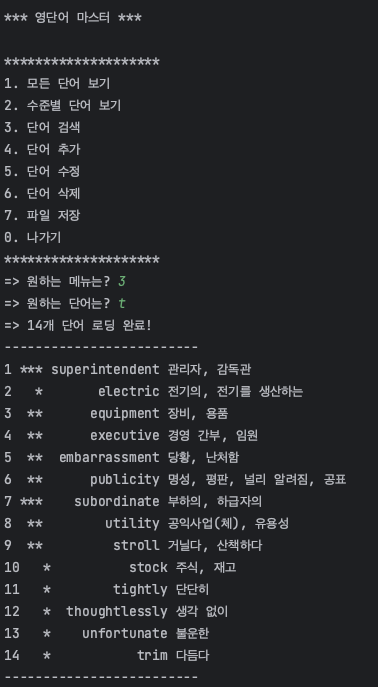 *** 영단어 마스터 ***
********************
1. 모든 단어 보기
2. 수준별 단어 보기
3. 단어 검색
4. 단어 추가
5. 단어 수정
6. 단어 삭제
7. 파일 저장
0. 나가기
********************
=> 원하는 메뉴는? 3
=> 원하는 단어는? t
=> 14개 단어 로딩 완료!
-------------------------
1 *** superintendent 관리자, 감독관
2   *       electric 전기의, 전기를 생산하는
3  **      equipment 장비, 용품
4  **      executive 경영 간부, 임원
5  **  embarrassment 당황, 난처함
6  **      publicity 명성, 평판, 널리 알려짐, 공표
7 ***    subordinate 부하의, 하급자의
8  **        utility 공익사업(체), 유용성
9  **         stroll 거닐다, 산책하다
10   *          stock 주식, 재고
11   *        tightly 단단히
12   *  thoughtlessly 생각 없이
13   *    unfortunate 불운한
14   *           trim 다듬다
-------------------------